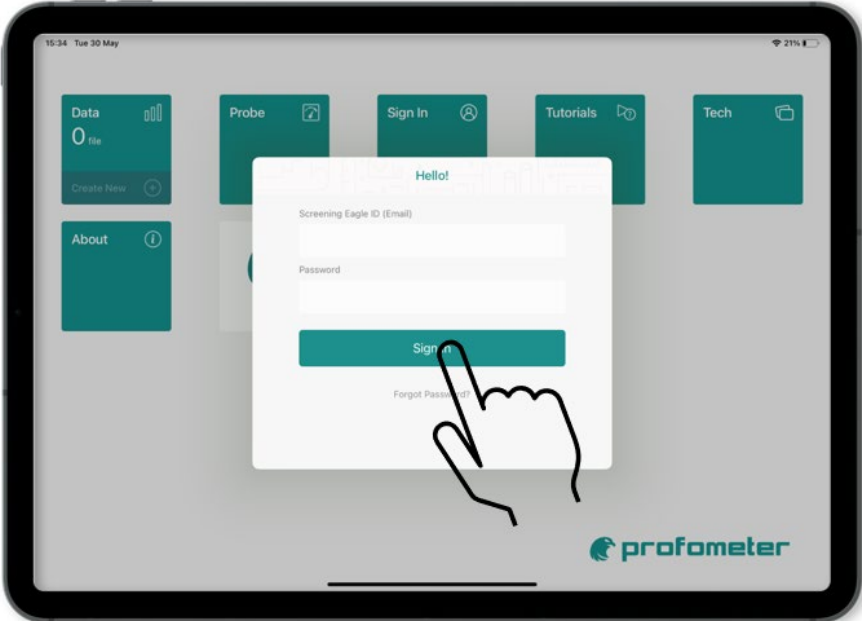 15:34 Tue 30 May
21%
Data
0 file
Create New
Probe
Sign In
Tutorials
Tech
About
Hello!
Screening Eagle ID (Email)
Password
Sign In
Forgot Password?
profometer